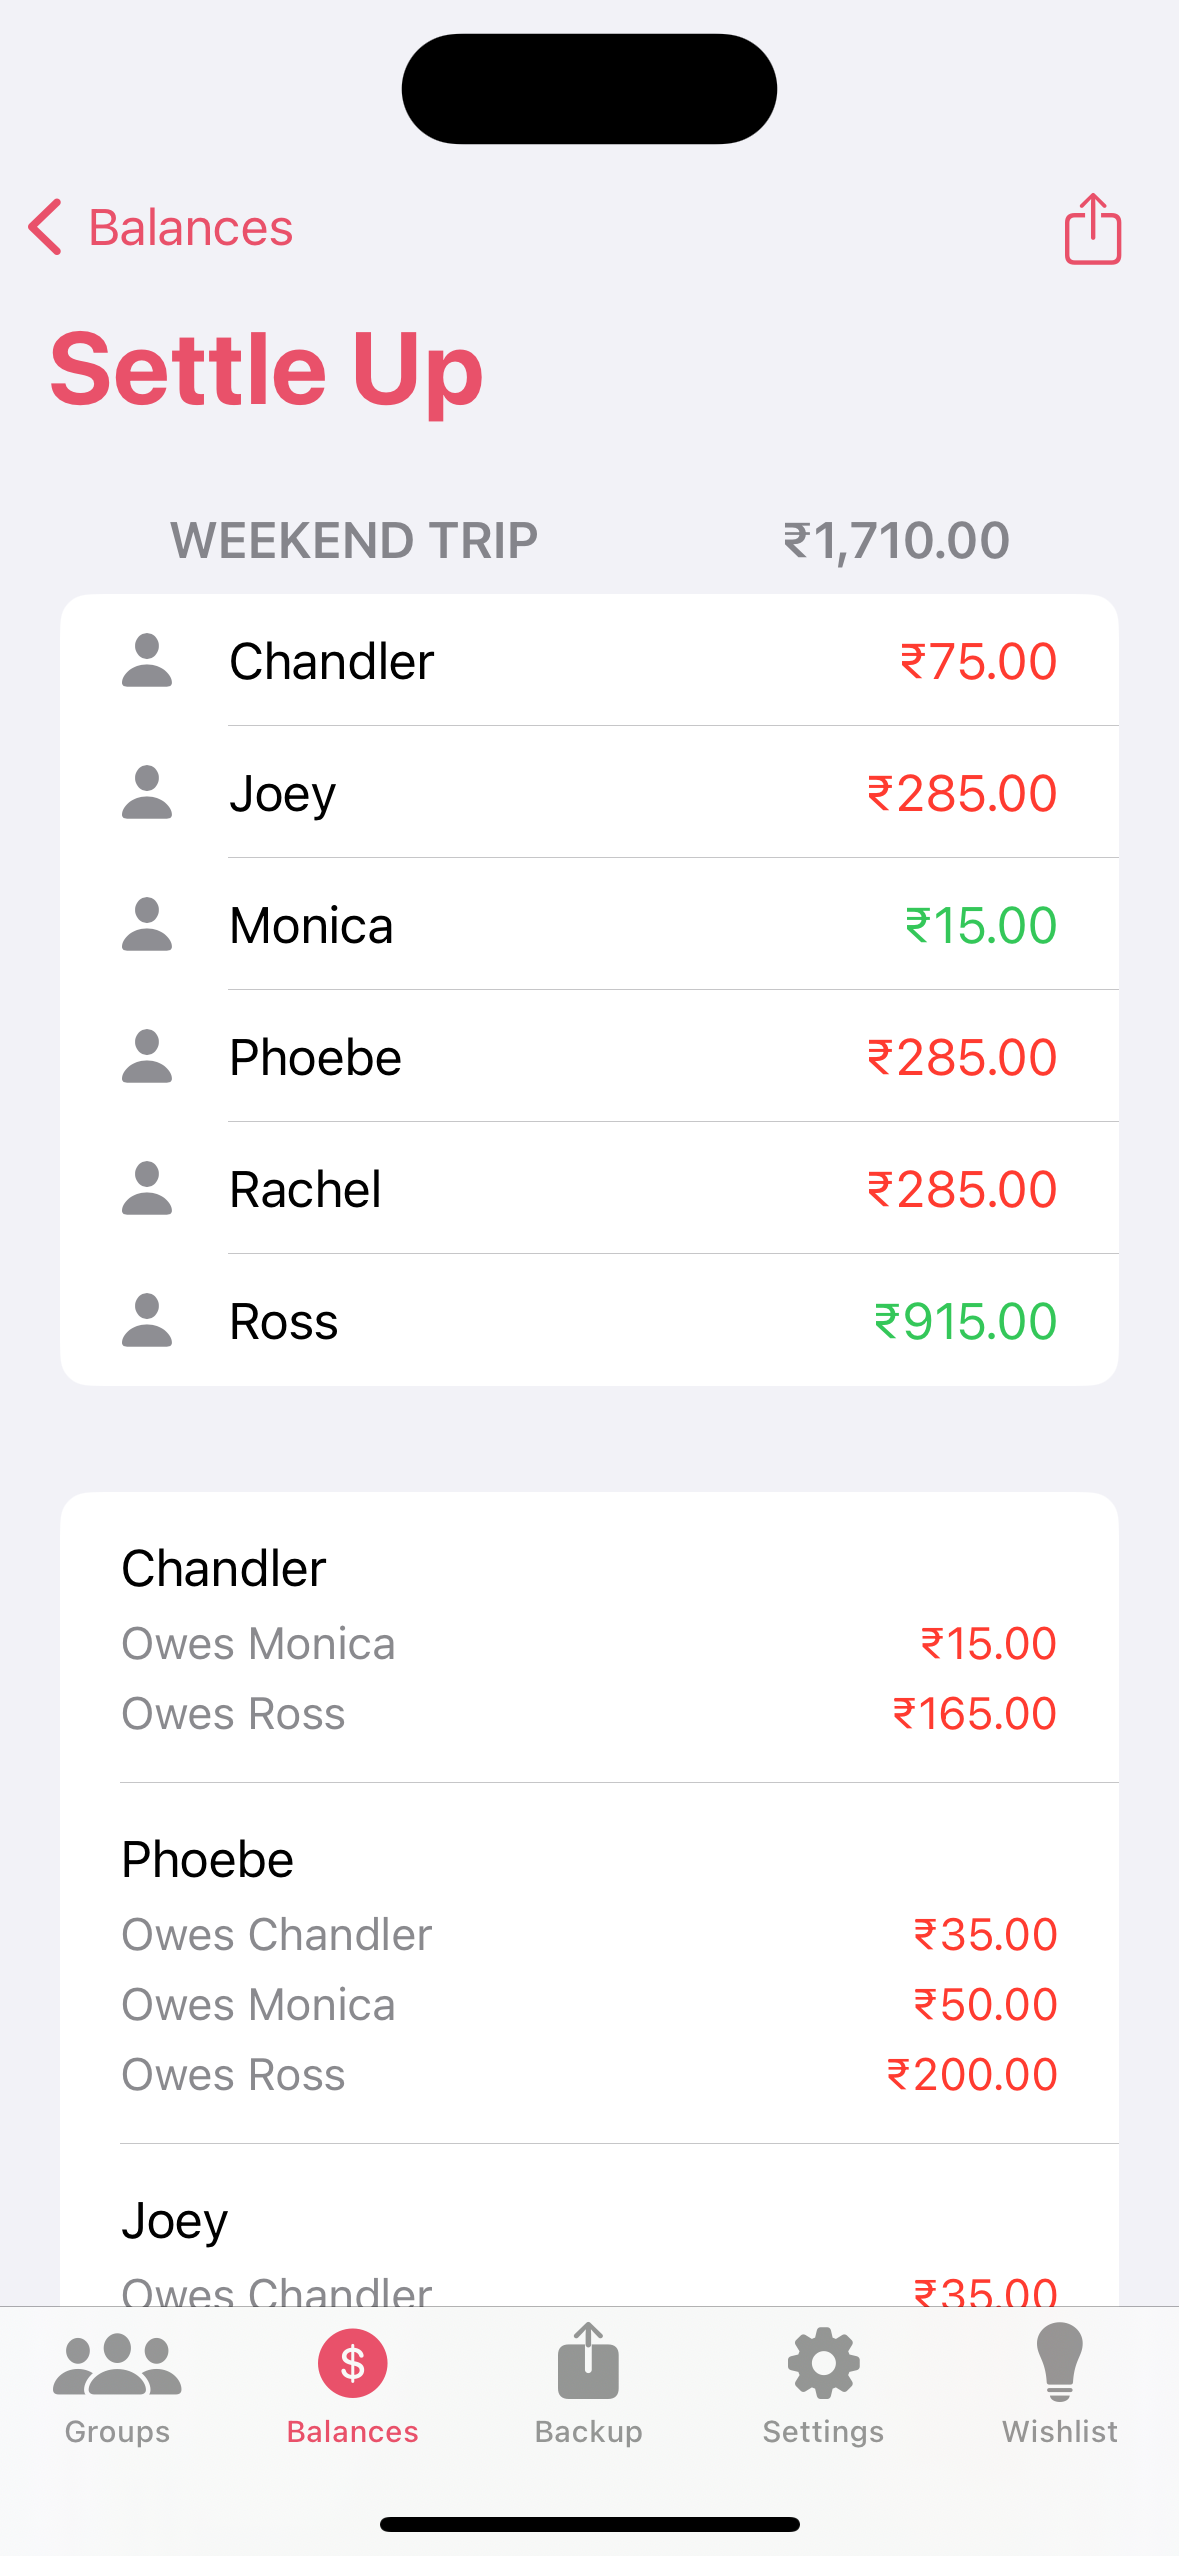 Balances
Settle Up
WEEKEND TRIP ₹1,710.00
Chandler ₹75.00
Joey ₹285.00
Monica ₹15.00
Phoebe ₹285.00
Rachel ₹285.00
Ross ₹915.00
Chandler
Owes Monica ₹15.00
Owes Ross ₹165.00
Phoebe
Owes Chandler ₹35.00
Owes Monica ₹50.00
Owes Ross ₹200.00
Joey
Owes Chandler ₹35.00
$
Groups Balances Backup Settings Wishlist